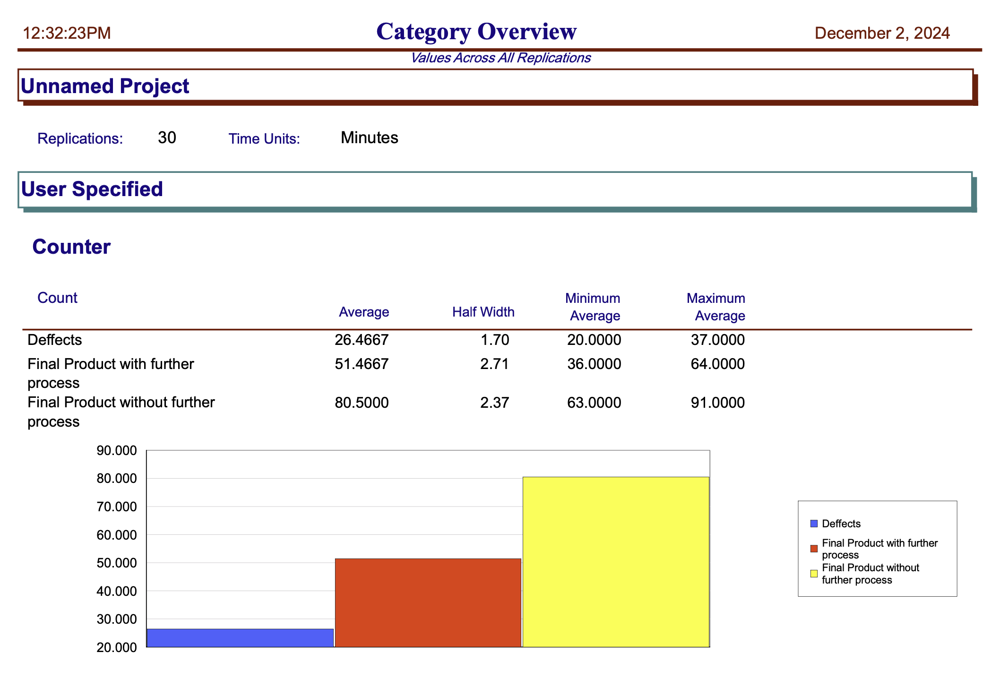 12:32:23PM Category Overview December 2, 2024
Values Across All Replications
Unnamed Project
Replications: 30 Time Units: Minutes
User Specified
Counter
Count Average Half Width Minimum Average Maximum Average
Deffects 26.4667 1.70 20.0000 37.0000
Final Product with further 51.4667 2.71 36.0000 64.0000
process
Final Product without further 80.5000 2.37 63.0000 91.0000
process
90.000
80.000
70.000
60.000
50.000
40.000
30.000
20.000
Deffects
Final Product with further
process
Final Product without
further process